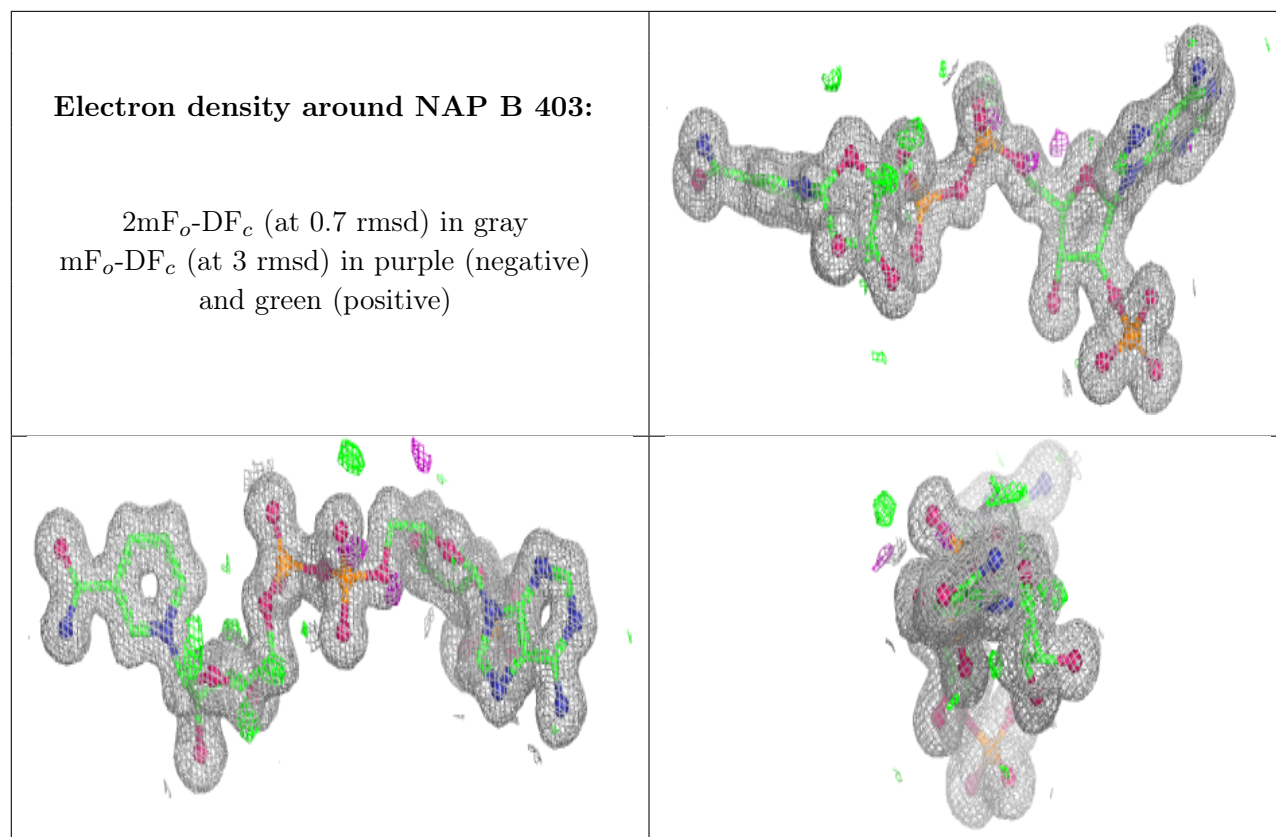 Electron density around NAP B 403:
2mFₒ-DF𝒸 (at 0.7 rmsd) in gray
mFₒ-DF𝒸 (at 3 rmsd) in purple (negative)
and green (positive)